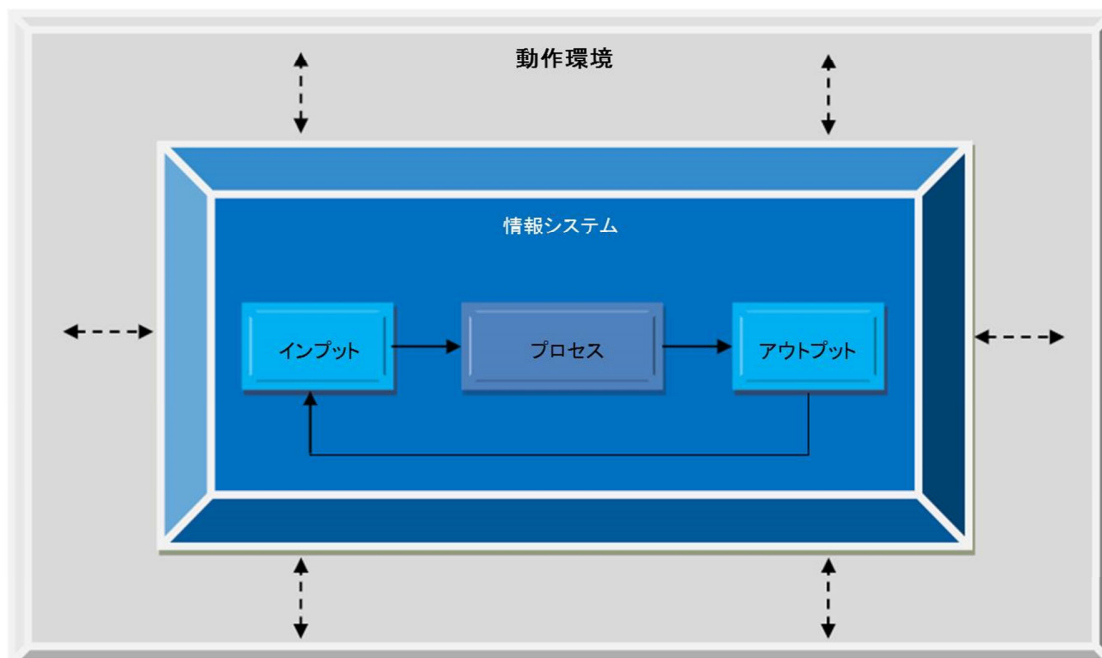 動作環境
情報システム
インプット
プロセス
アウトプット